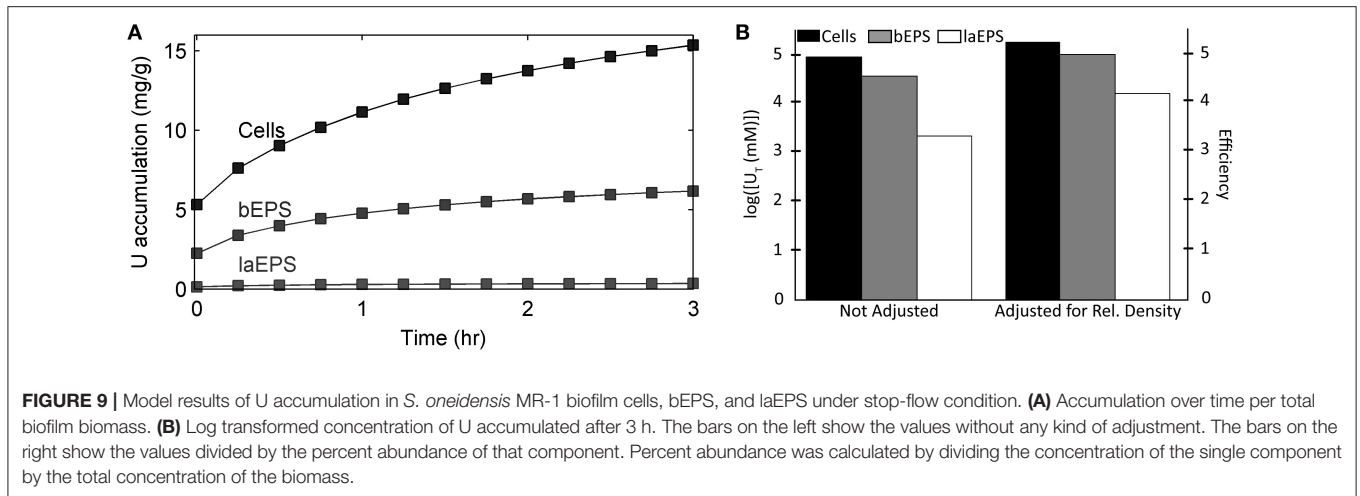 A
15
10
5
0
U accumulation (mg/g)
Cells
bEPS
laEPS
0 1 2 3
Time (hr)
B
Cells bEPS laEPS
5
4
3
2
1
0
log([U_T (mM)])
5
4
3
2
1
0
Efficiency
Not Adjusted Adjusted for Rel. Density
FIGURE 9 | Model results of U accumulation in S. oneidensis MR-1 biofilm cells, bEPS, and laEPS under stop-flow condition. (A) Accumulation over time per total
biofilm biomass. (B) Log transformed concentration of U accumulated after 3 h. The bars on the left show the values without any kind of adjustment. The bars on the
right show the values divided by the percent abundance of that component. Percent abundance was calculated by dividing the concentration of the single component
by the total concentration of the biomass.